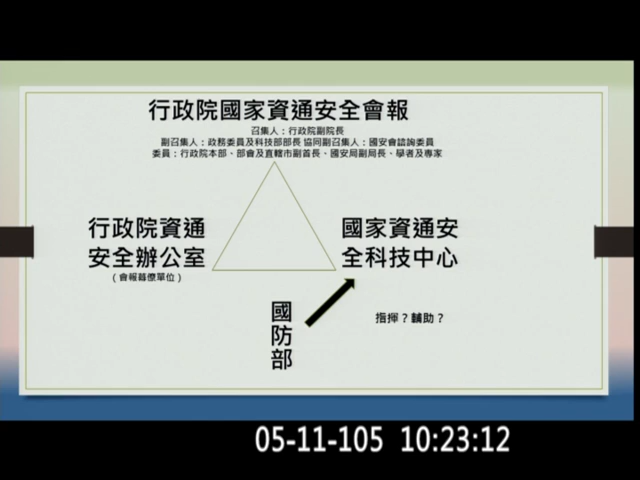 行政院國家資通安全會報
召集人：行政院副院長
副召集人：政務委員及科技部部長 協同副召集人：國安會諮詢委員
委員：行政院本部、部會及直轄市副首長、國安局副局長、學者及專家
行政院資通
安全辦公室
（會報幕僚單位）
國家資通安
全科技中心
國防部
指揮？輔助？
05-11-105 10:23:12